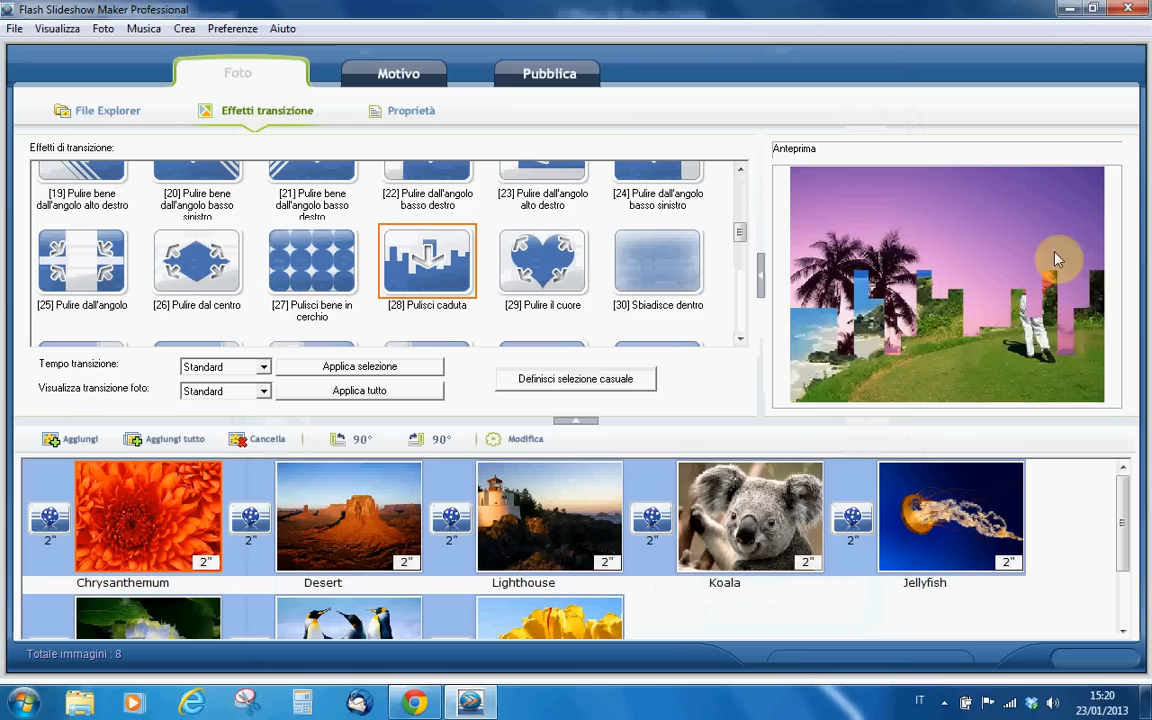 Flash Slideshow Maker Professional
File Visualizza Foto Musica Crea Preferenze Aiuto
Foto Motivo Pubblica
File Explorer Effetti transizione Proprietà
Effetti di transizione:
Anteprima
[19] Pulire bene dall'angolo alto destro
[20] Pulire bene dall'angolo basso sinistro
[21] Pulire bene dall'angolo basso destro
[22] Pulire dall'angolo basso destro
[23] Pulire dall'angolo alto destro
[24] Pulire dall'angolo basso sinistro
[25] Pulire dall'angolo
[26] Pulire dal centro
[27] Pulisci bene in cerchio
[28] Pulisci caduta
[29] Pulire il cuore
[30] Sbiadisce dentro
Tempo transizione: Standard Applica selezione
Visualizza transizione foto: Standard Applica tutto
Definisci selezione casuale
Aggiungi Aggiungi tutto Cancella 90° 90° Modifica
2" 2" 2" 2" 2" 2" 2" 2" 2" 2"
Chrysanthemum Desert Lighthouse Koala Jellyfish
Totale immagini : 8
IT
15:20
23/01/2013